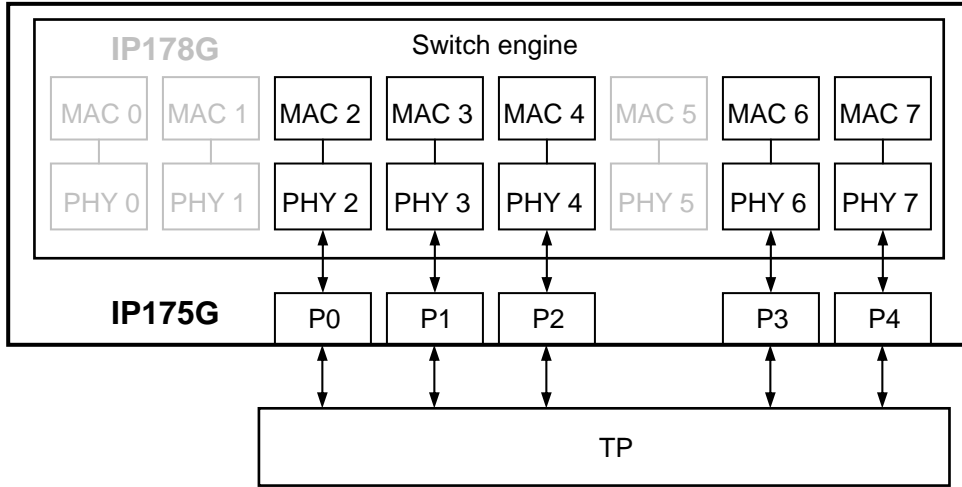 IP178G
Switch engine
MAC 0 MAC 1 MAC 2 MAC 3 MAC 4 MAC 5 MAC 6 MAC 7
PHY 0 PHY 1 PHY 2 PHY 3 PHY 4 PHY 5 PHY 6 PHY 7
IP175G
P0 P1 P2 P3 P4
TP